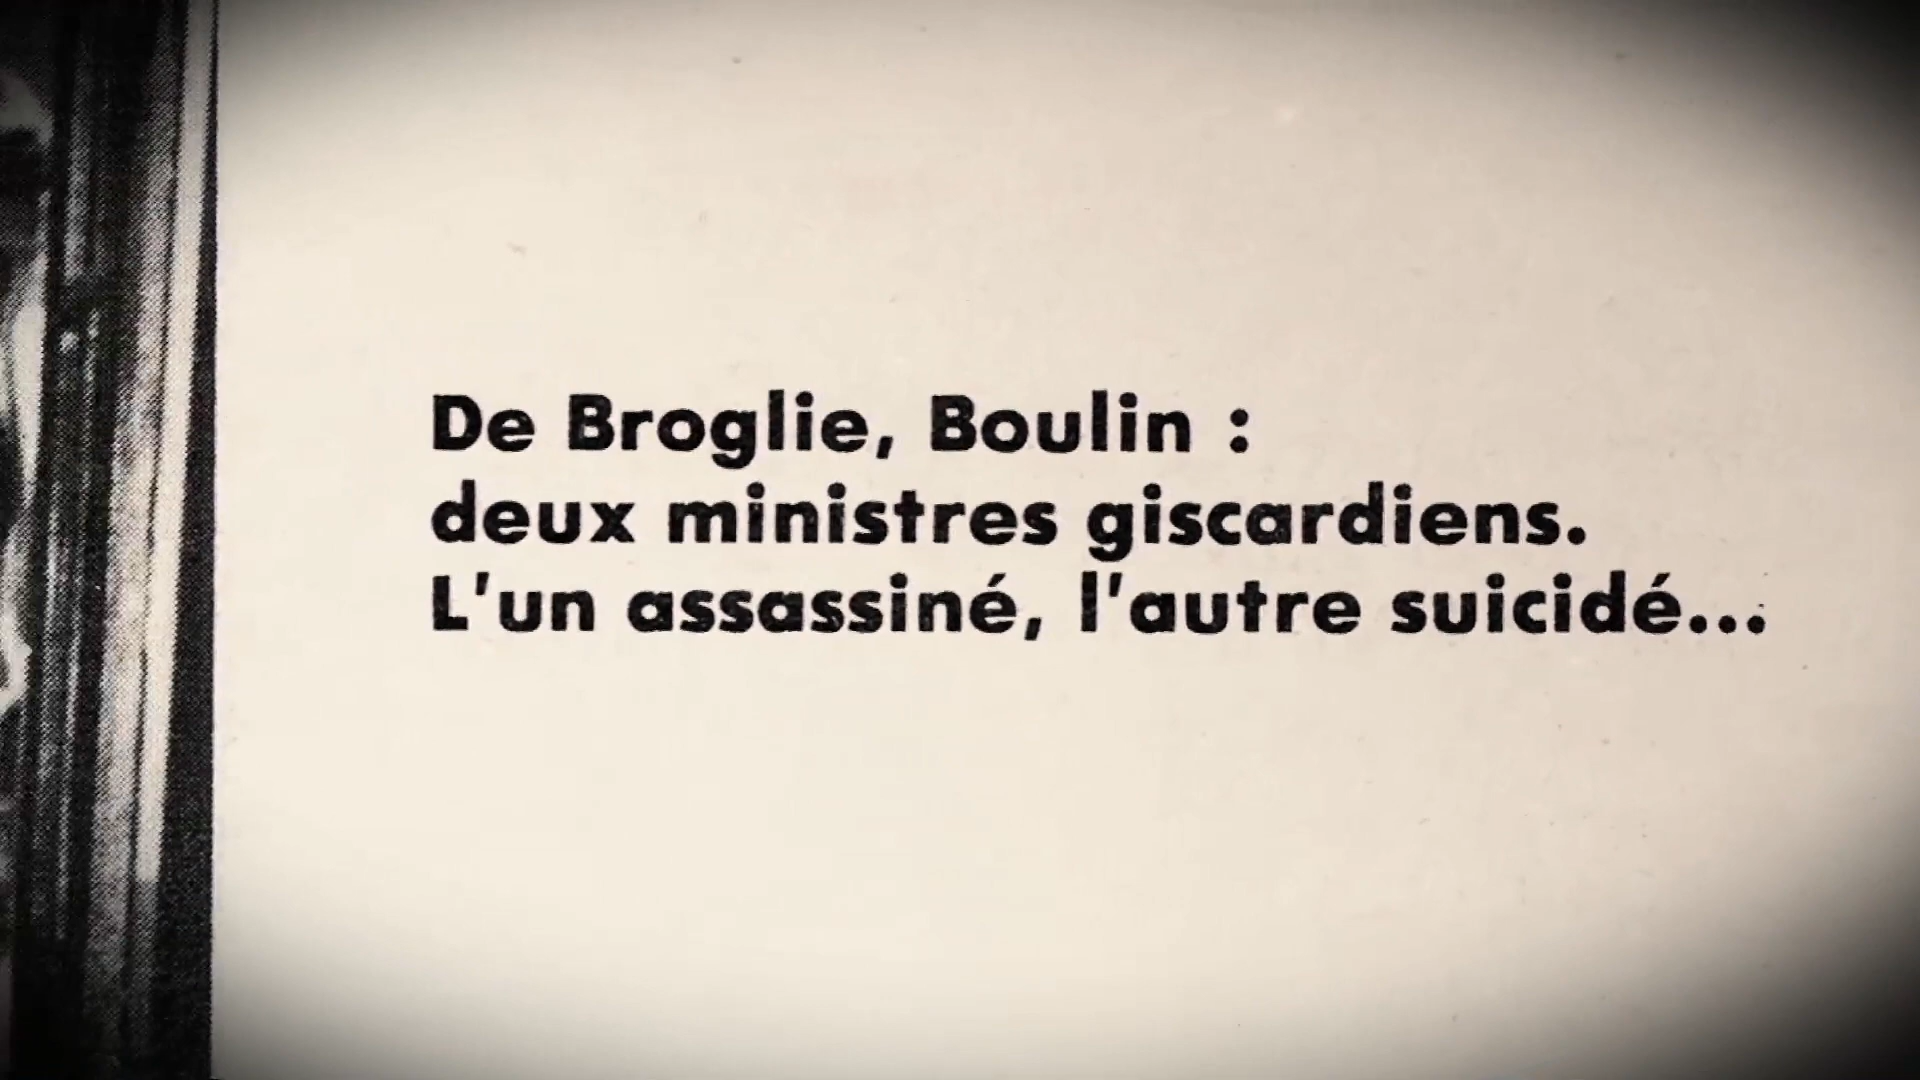 De Broglie, Boulin :
deux ministres giscardiens.
L'un assassiné, l'autre suicidé...